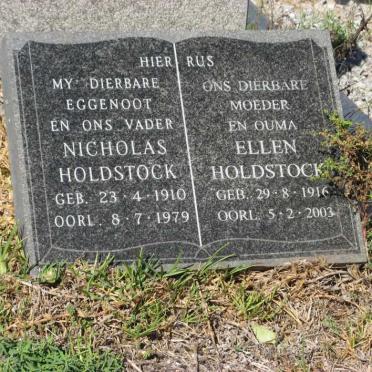 HIER RUS
MY DIERBARE
EGGENOOT
EN ONS VADER
NICHOLAS
HOLDSTOCK
GEB. 23·4·1910
OORL. 8·7·1979
ONS DIERBARE
MOEDER
EN OUMA
ELLEN
HOLDSTOCK
GEB. 29·8·1916
OORL 5·2·2003